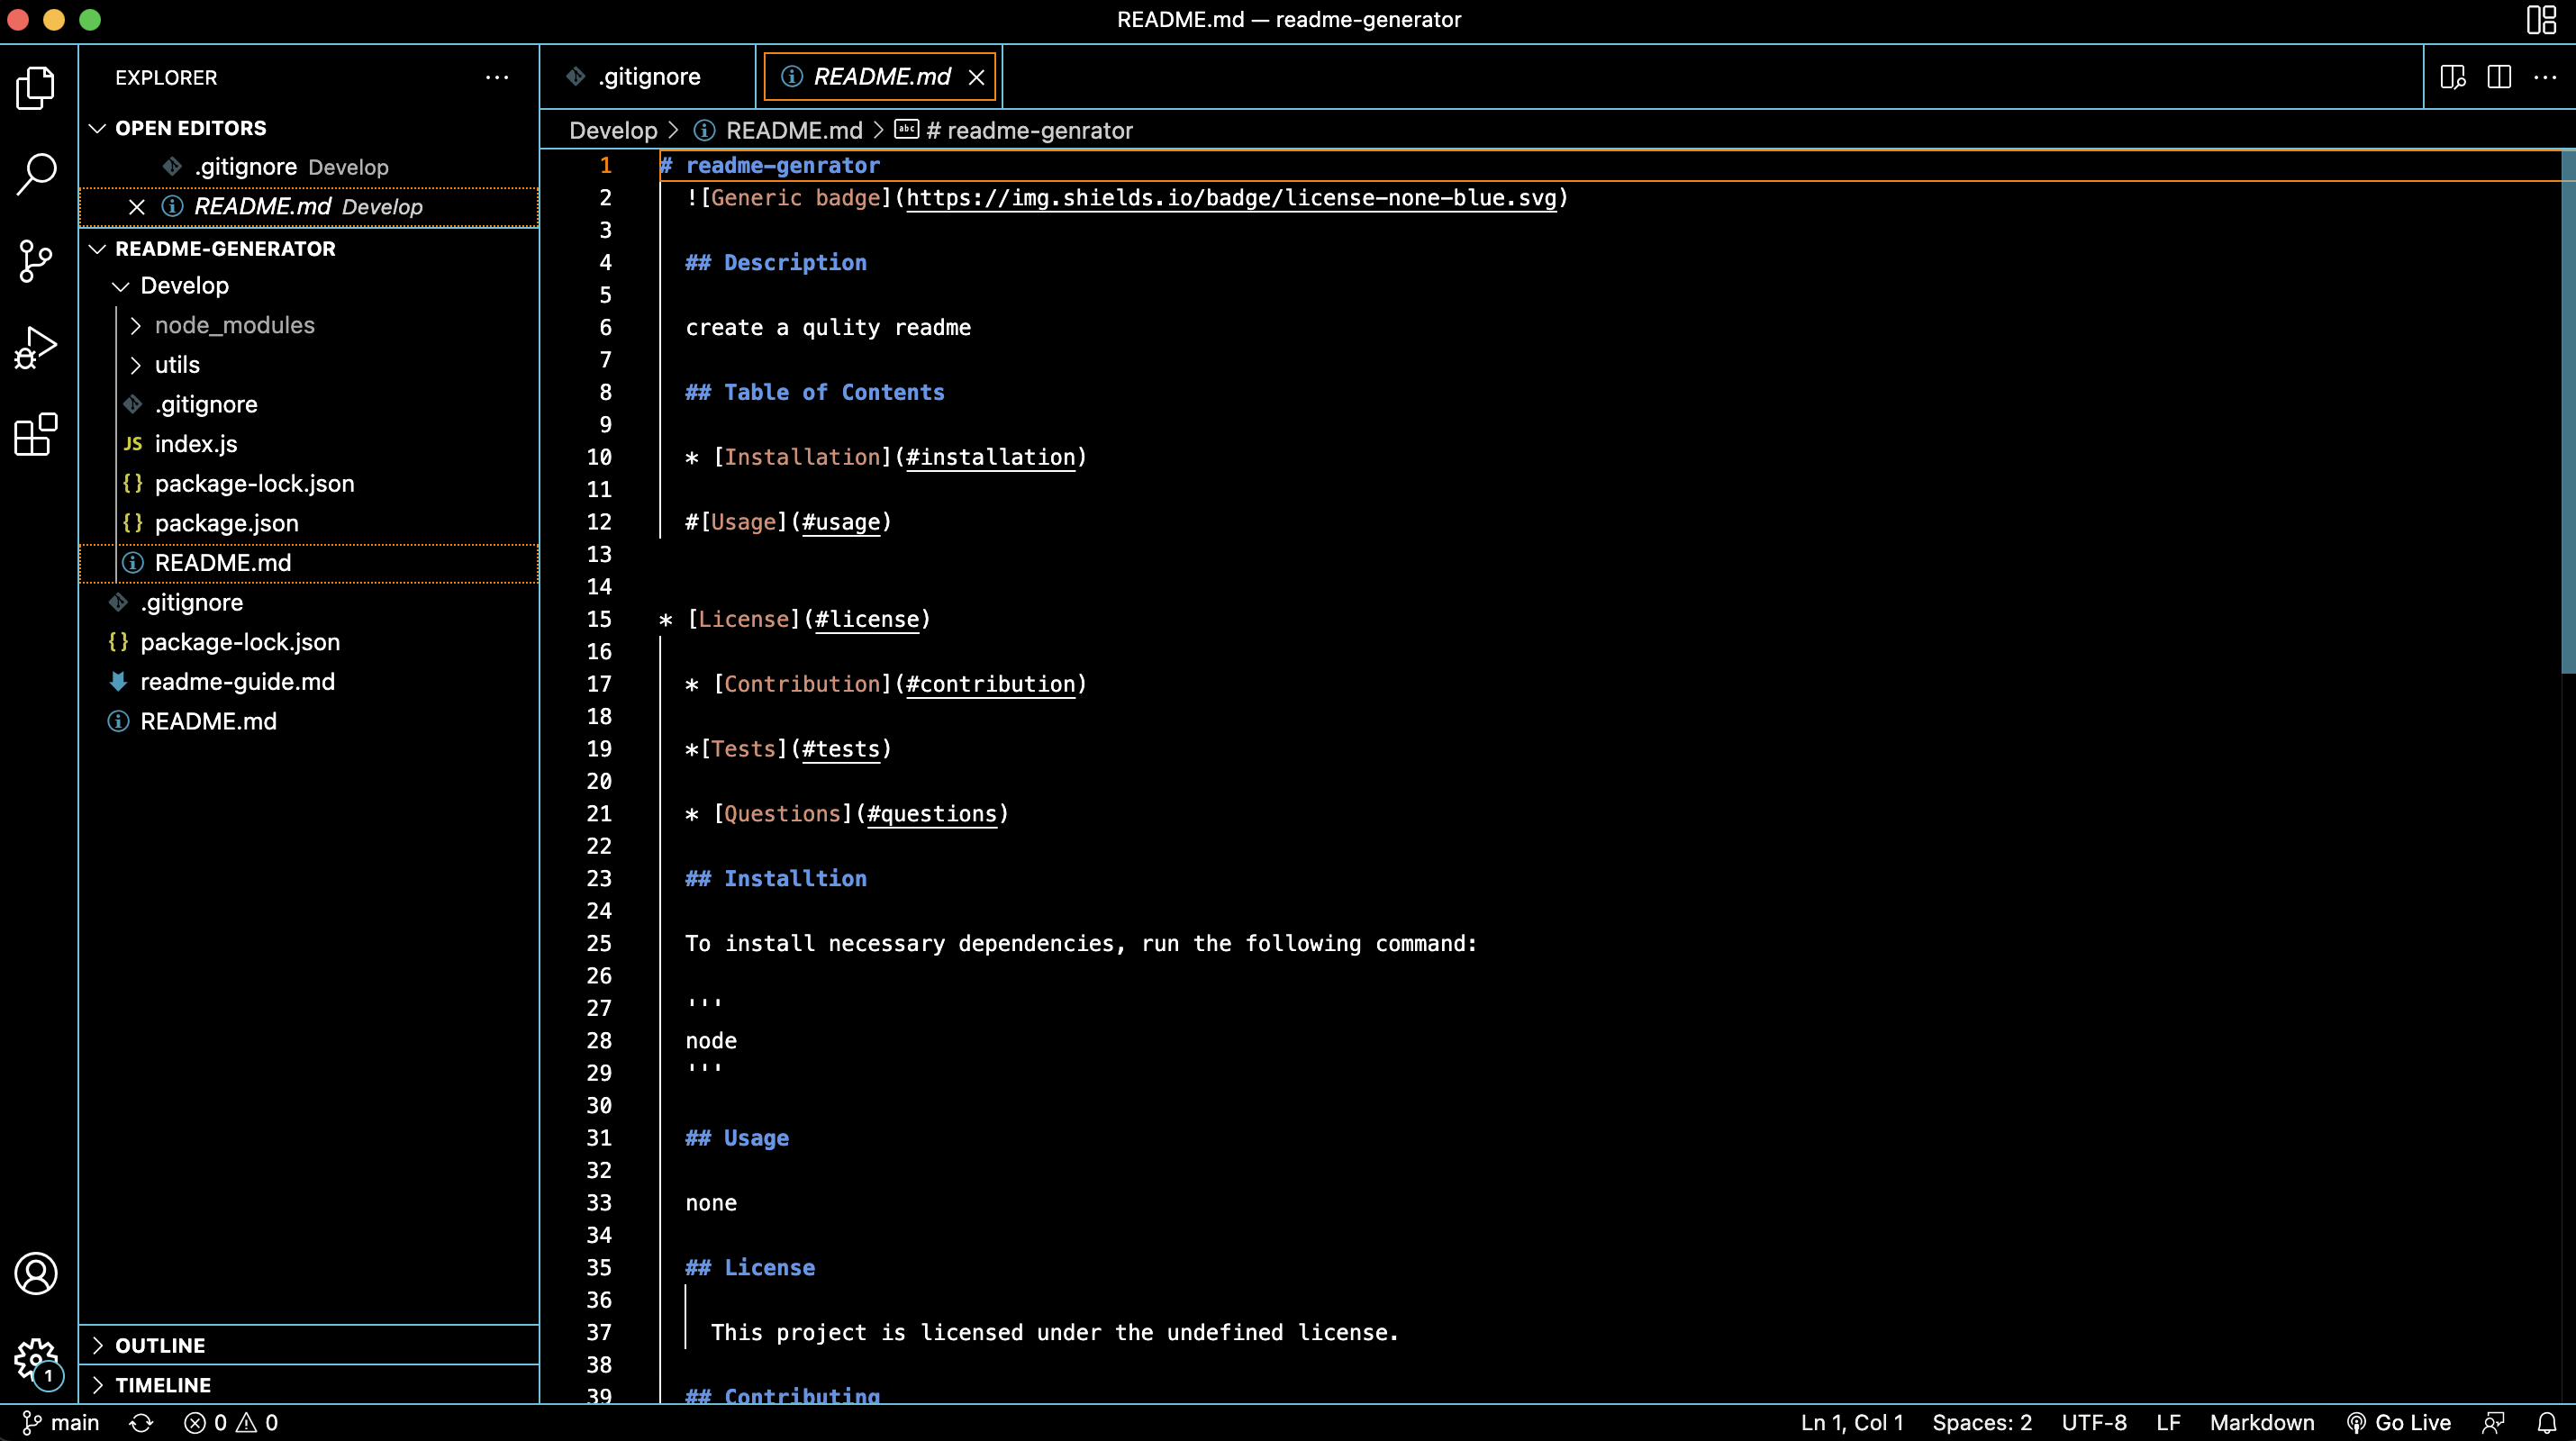 README.md — readme-generator
EXPLORER
OPEN EDITORS
.gitignore Develop
README.md Develop
README-GENERATOR
Develop
node_modules
utils
.gitignore
JS index.js
{} package-lock.json
{} package.json
README.md
.gitignore
{} package-lock.json
readme-guide.md
README.md
OUTLINE
TIMELINE
.gitignore
README.md
Develop > README.md > abc # readme-genrator
1 # readme-genrator
2 ![Generic badge](https://img.shields.io/badge/license-none-blue.svg)
3
4 ## Description
5
6 create a qulity readme
7
8 ## Table of Contents
9
10 * [Installation](#installation)
11
12 #[Usage](#usage)
13
14
15 * [License](#license)
16
17 * [Contribution](#contribution)
18
19 *[Tests](#tests)
20
21 * [Questions](#questions)
22
23 ## Installtion
24
25 To install necessary dependencies, run the following command:
26
27 '''
28 node
29 '''
30
31 ## Usage
32
33 none
34
35 ## License
36
37 This project is licensed under the undefined license.
38
39 ## Contributing
1
main 0 0 Ln 1, Col 1 Spaces: 2 UTF-8 LF Markdown Go Live